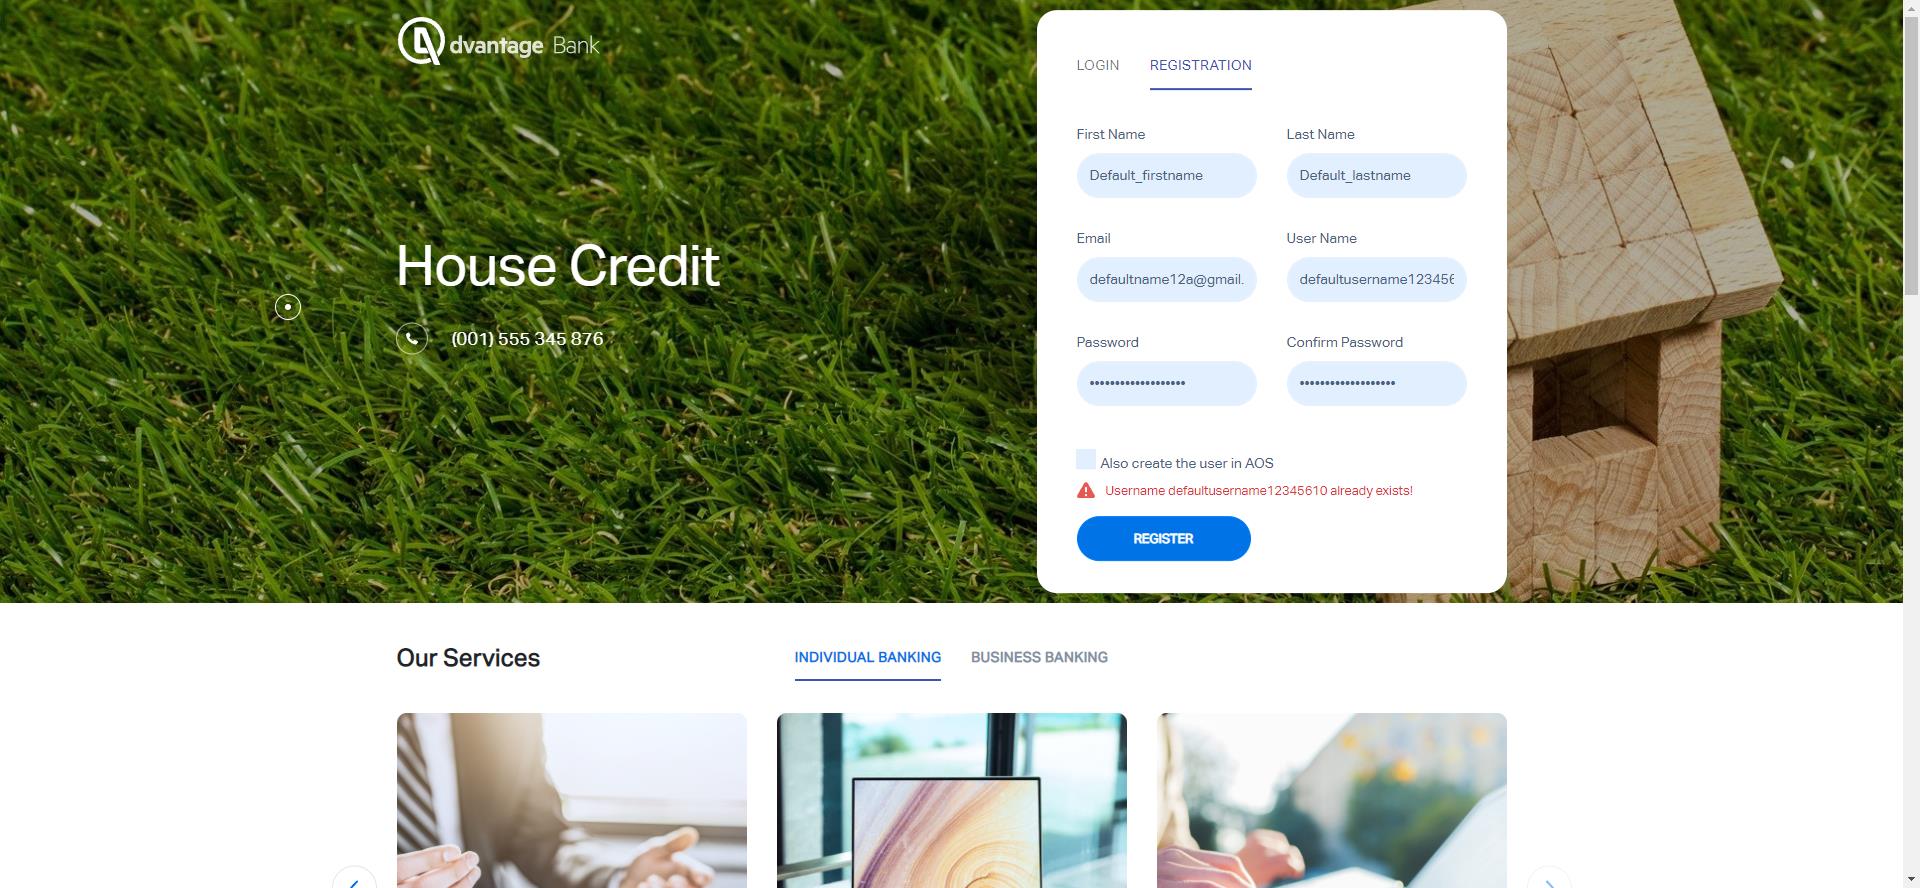 dvantage Bank
LOGIN REGISTRATION
First Name Last Name
Default_firstname Default_lastname
Email User Name
defaultname12a@gmail. defaultusername123456
Password Confirm Password
••••••••••••••••••• •••••••••••••••••••
House Credit
(001) 555 345 876
Also create the user in AOS
Username defaultusername12345610 already exists!
REGISTER
Our Services
INDIVIDUAL BANKING BUSINESS BANKING